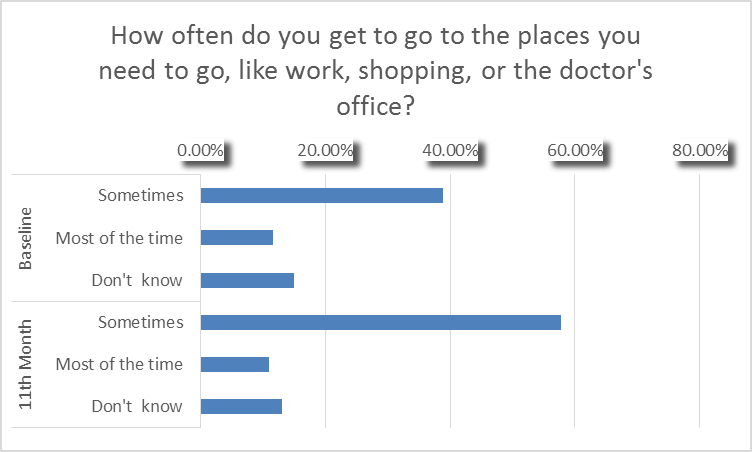 How often do you get to go to the places you
need to go, like work, shopping, or the doctor's
office?
0.00% 20.00% 40.00% 60.00% 80.00%
Baseline
Sometimes
Most of the time
Don't know
11th Month
Sometimes
Most of the time
Don't know